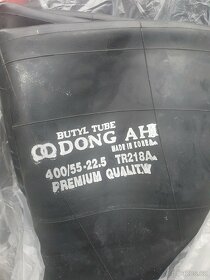 BUTYL TUBE
DONG AH
MADE IN KOREA
400/55-22.5 TR218A
PREMIUM QUALITY